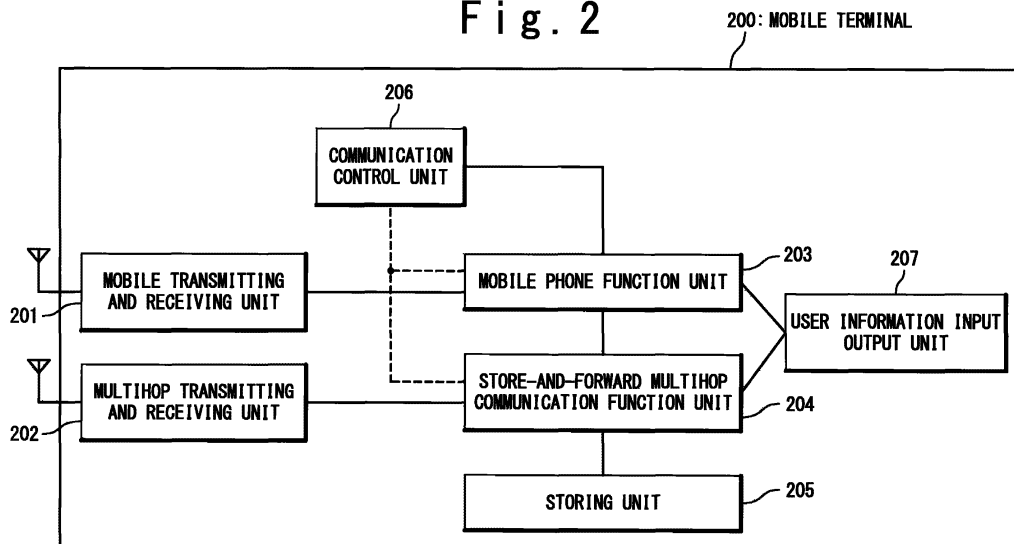 Fig. 2
200: MOBILE TERMINAL
206
COMMUNICATION
CONTROL UNIT
MOBILE TRANSMITTING
AND RECEIVING UNIT
201
MOBILE PHONE FUNCTION UNIT
203
207
USER INFORMATION INPUT
OUTPUT UNIT
MULTIHOP TRANSMITTING
AND RECEIVING UNIT
202
STORE-AND-FORWARD MULTIHOP
COMMUNICATION FUNCTION UNIT
204
STORING UNIT
205